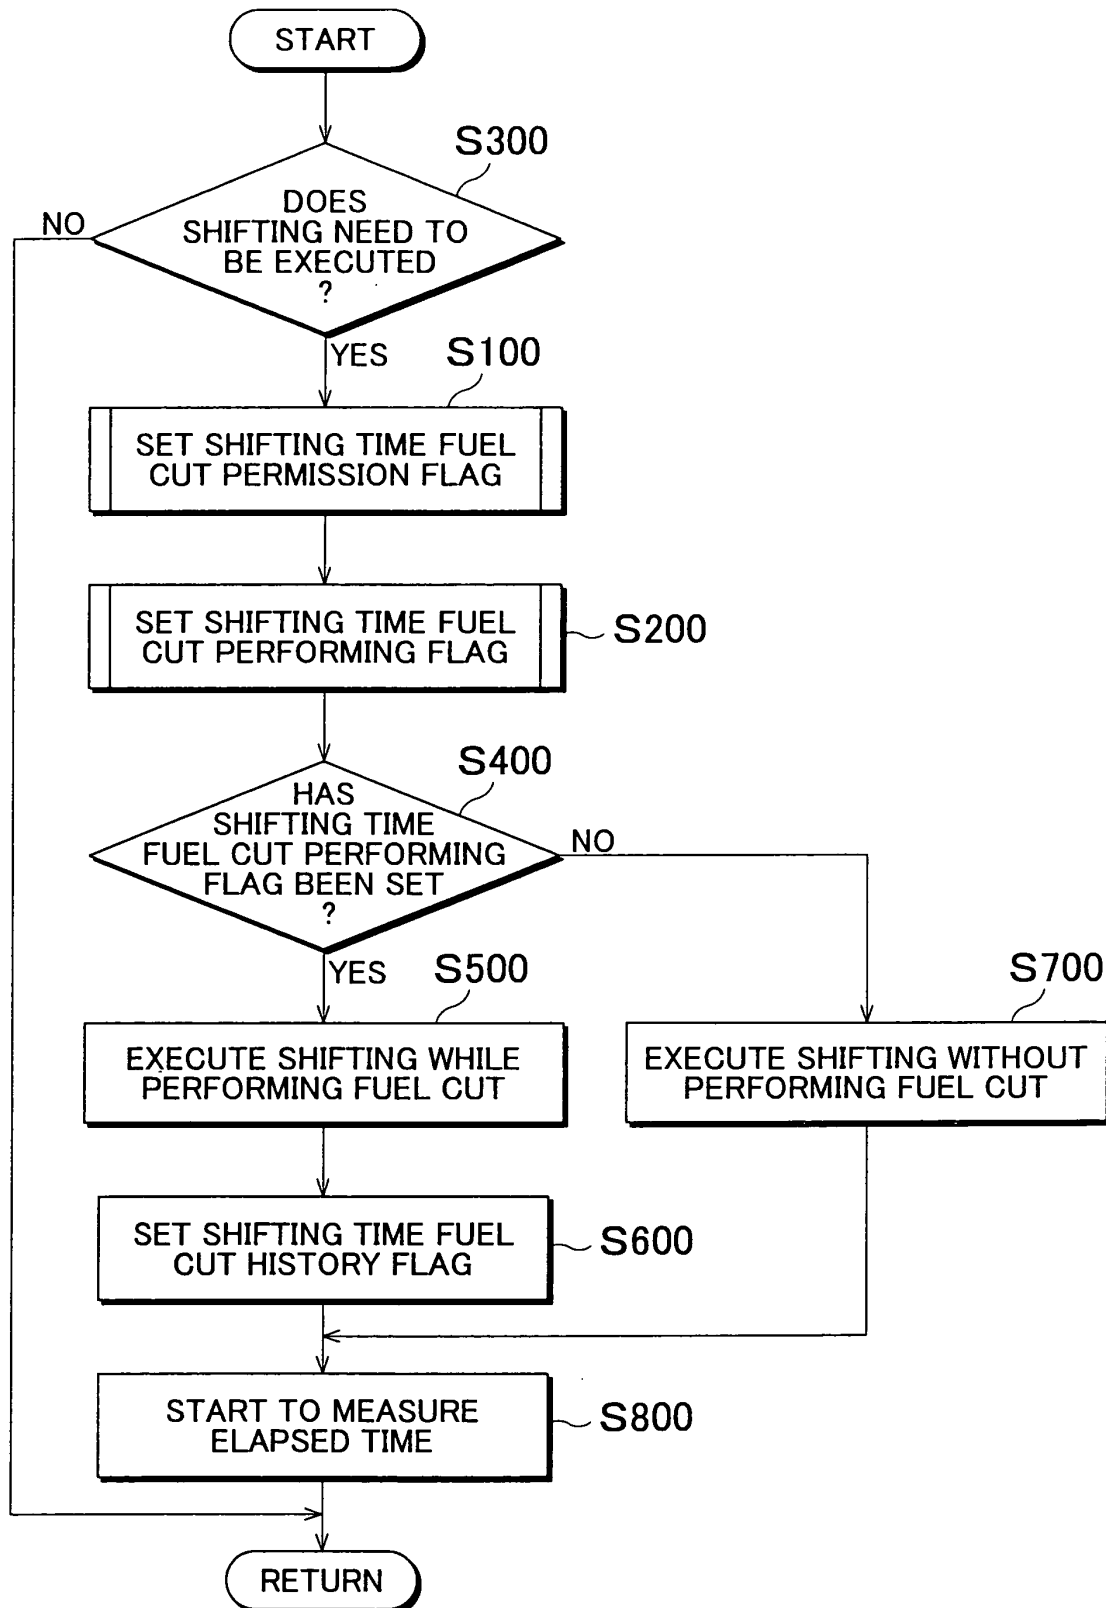 START
S300
DOES
SHIFTING NEED TO
BE EXECUTED
?
NO
YES
S100
SET SHIFTING TIME FUEL
CUT PERMISSION FLAG
SET SHIFTING TIME FUEL
CUT PERFORMING FLAG
S200
S400
HAS
SHIFTING TIME
FUEL CUT PERFORMING
FLAG BEEN SET
?
NO
YES
S500
EXECUTE SHIFTING WHILE
PERFORMING FUEL CUT
S700
EXECUTE SHIFTING WITHOUT
PERFORMING FUEL CUT
SET SHIFTING TIME FUEL
CUT HISTORY FLAG
S600
START TO MEASURE
ELAPSED TIME
S800
RETURN